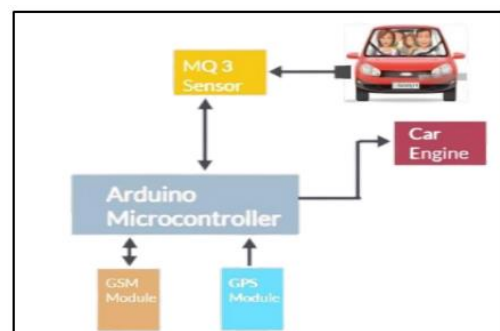 MQ 3
Sensor
Car
Engine
Arduino
Microcontroller
GSM
Module
GPS
Module